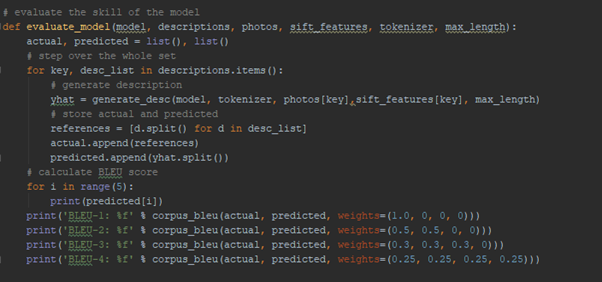 # evaluate the skill of the model
def evaluate_model(model, descriptions, photos, sift_features, tokenizer, max_length):
    actual, predicted = list(), list()
    # step over the whole set
    for key, desc_list in descriptions.items():
        # generate description
        yhat = generate_desc(model, tokenizer, photos[key],sift_features[key], max_length)
        # store actual and predicted
        references = [d.split() for d in desc_list]
        actual.append(references)
        predicted.append(yhat.split())
    # calculate BLEU score
    for i in range(5):
        print(predicted[i])
    print('BLEU-1: %f' % corpus_bleu(actual, predicted, weights=(1.0, 0, 0, 0)))
    print('BLEU-2: %f' % corpus_bleu(actual, predicted, weights=(0.5, 0.5, 0, 0)))
    print('BLEU-3: %f' % corpus_bleu(actual, predicted, weights=(0.3, 0.3, 0.3, 0)))
    print('BLEU-4: %f' % corpus_bleu(actual, predicted, weights=(0.25, 0.25, 0.25, 0.25)))